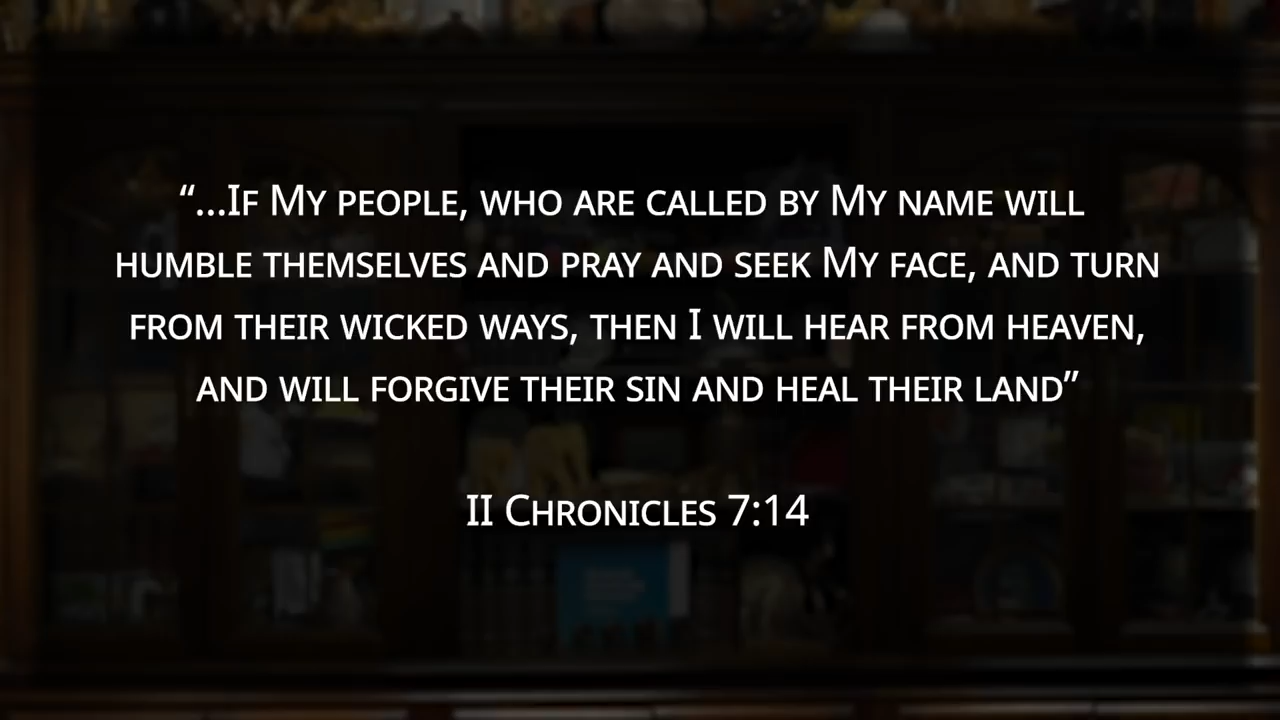 “...If My people, who are called by My name will
humble themselves and pray and seek My face, and turn
from their wicked ways, then I will hear from heaven,
and will forgive their sin and heal their land”
II Chronicles 7:14